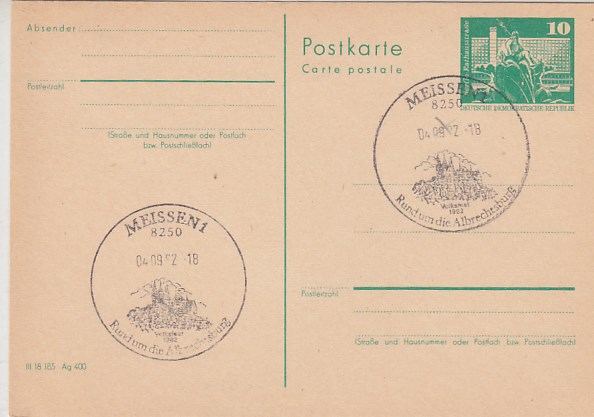 Absender
Postleitzahl
(Straße und Hausnummer oder Postfach
bzw. Postschließfach)
MEISSEN 1
8250
04.09.82 -18
Volksfest
1982
Rund um die Albrechtsburg
III 18 185 Ag 400
Postkarte
Carte postale
Rathausstraße
10
DEUTSCHE DEMOKRATISCHE REPUBLIK
MEISSEN 1
8250
04.09.82 -18
Volksfest
1982
Rund um die Albrechtsburg
Postleitzahl
(Straße und Hausnummer oder Postfach bzw. Postschließfach)